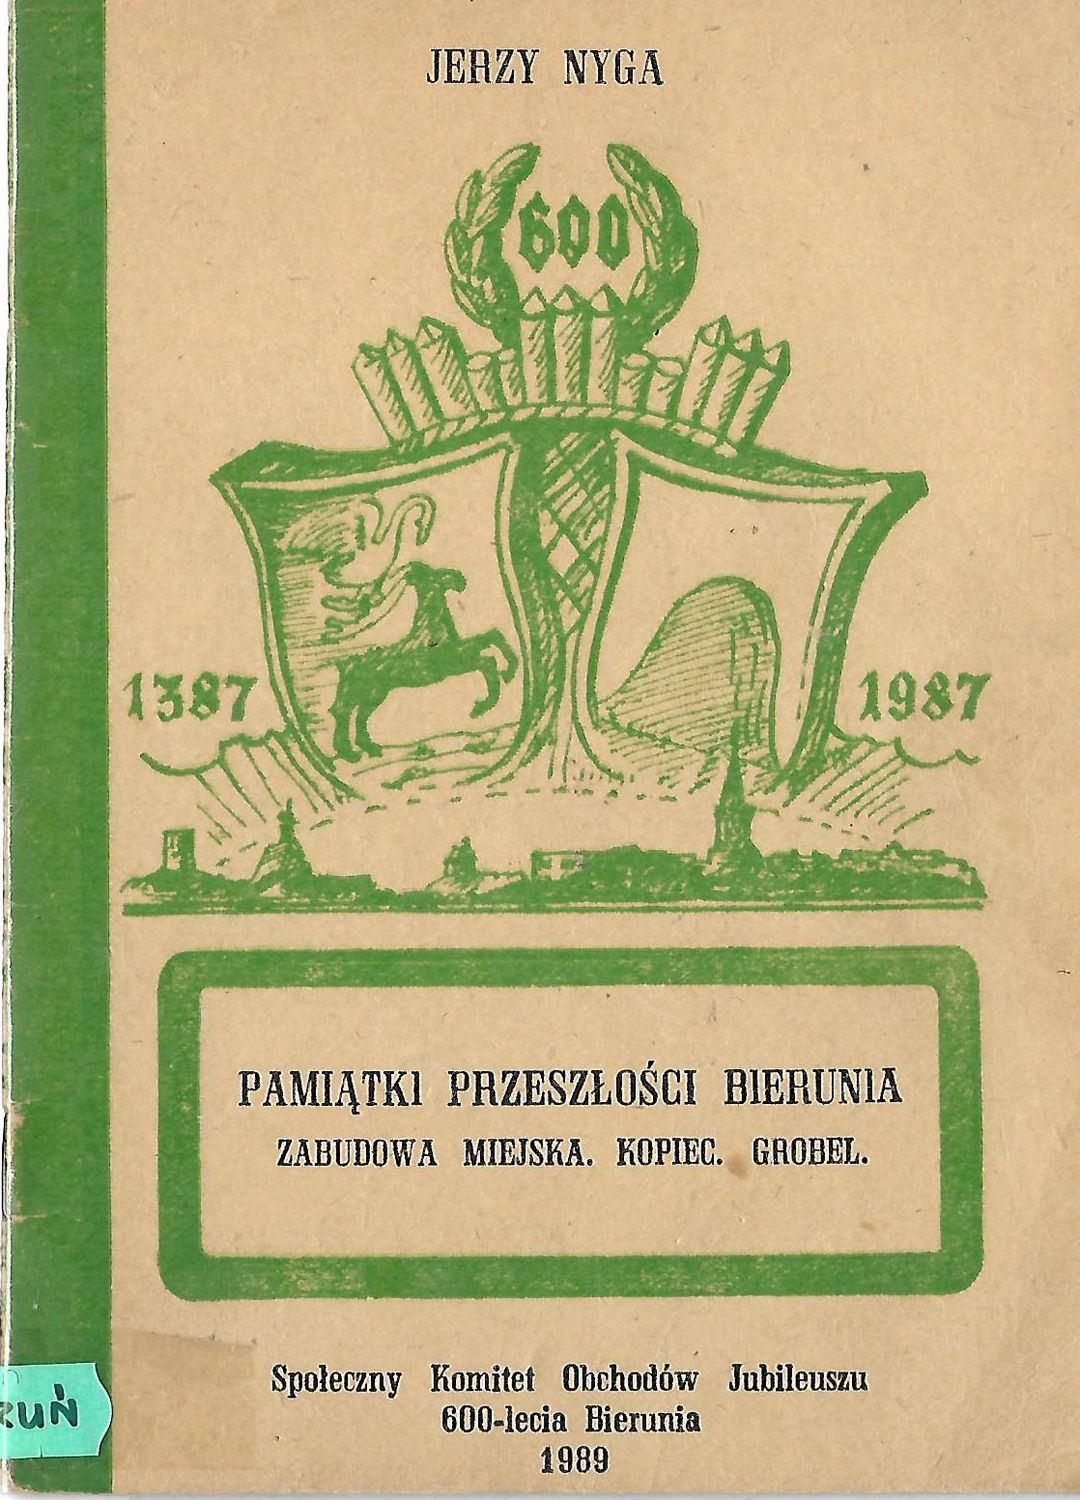 JERZY NYGA
600
1387
1987
PAMIĄTKI PRZESZŁOŚCI BIERUNIA
ZABUDOWA MIEJSKA. KOPIEC. GROBEL.
Społeczny Komitet Obchodów Jubileuszu
600-lecia Bierunia
1989